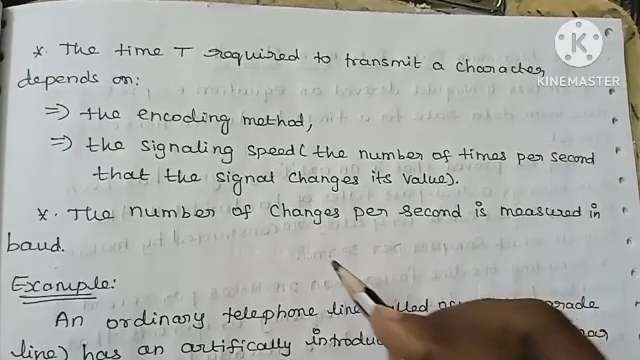 * The time T required to transmit a character
depends on:
⇒ the encoding method,
⇒ the signaling speed (the number of times per second
that the signal changes its value).
* The number of changes per second is measured in
baud.
Example:
An ordinary telephone line
line) has an artifically
KINEMASTER